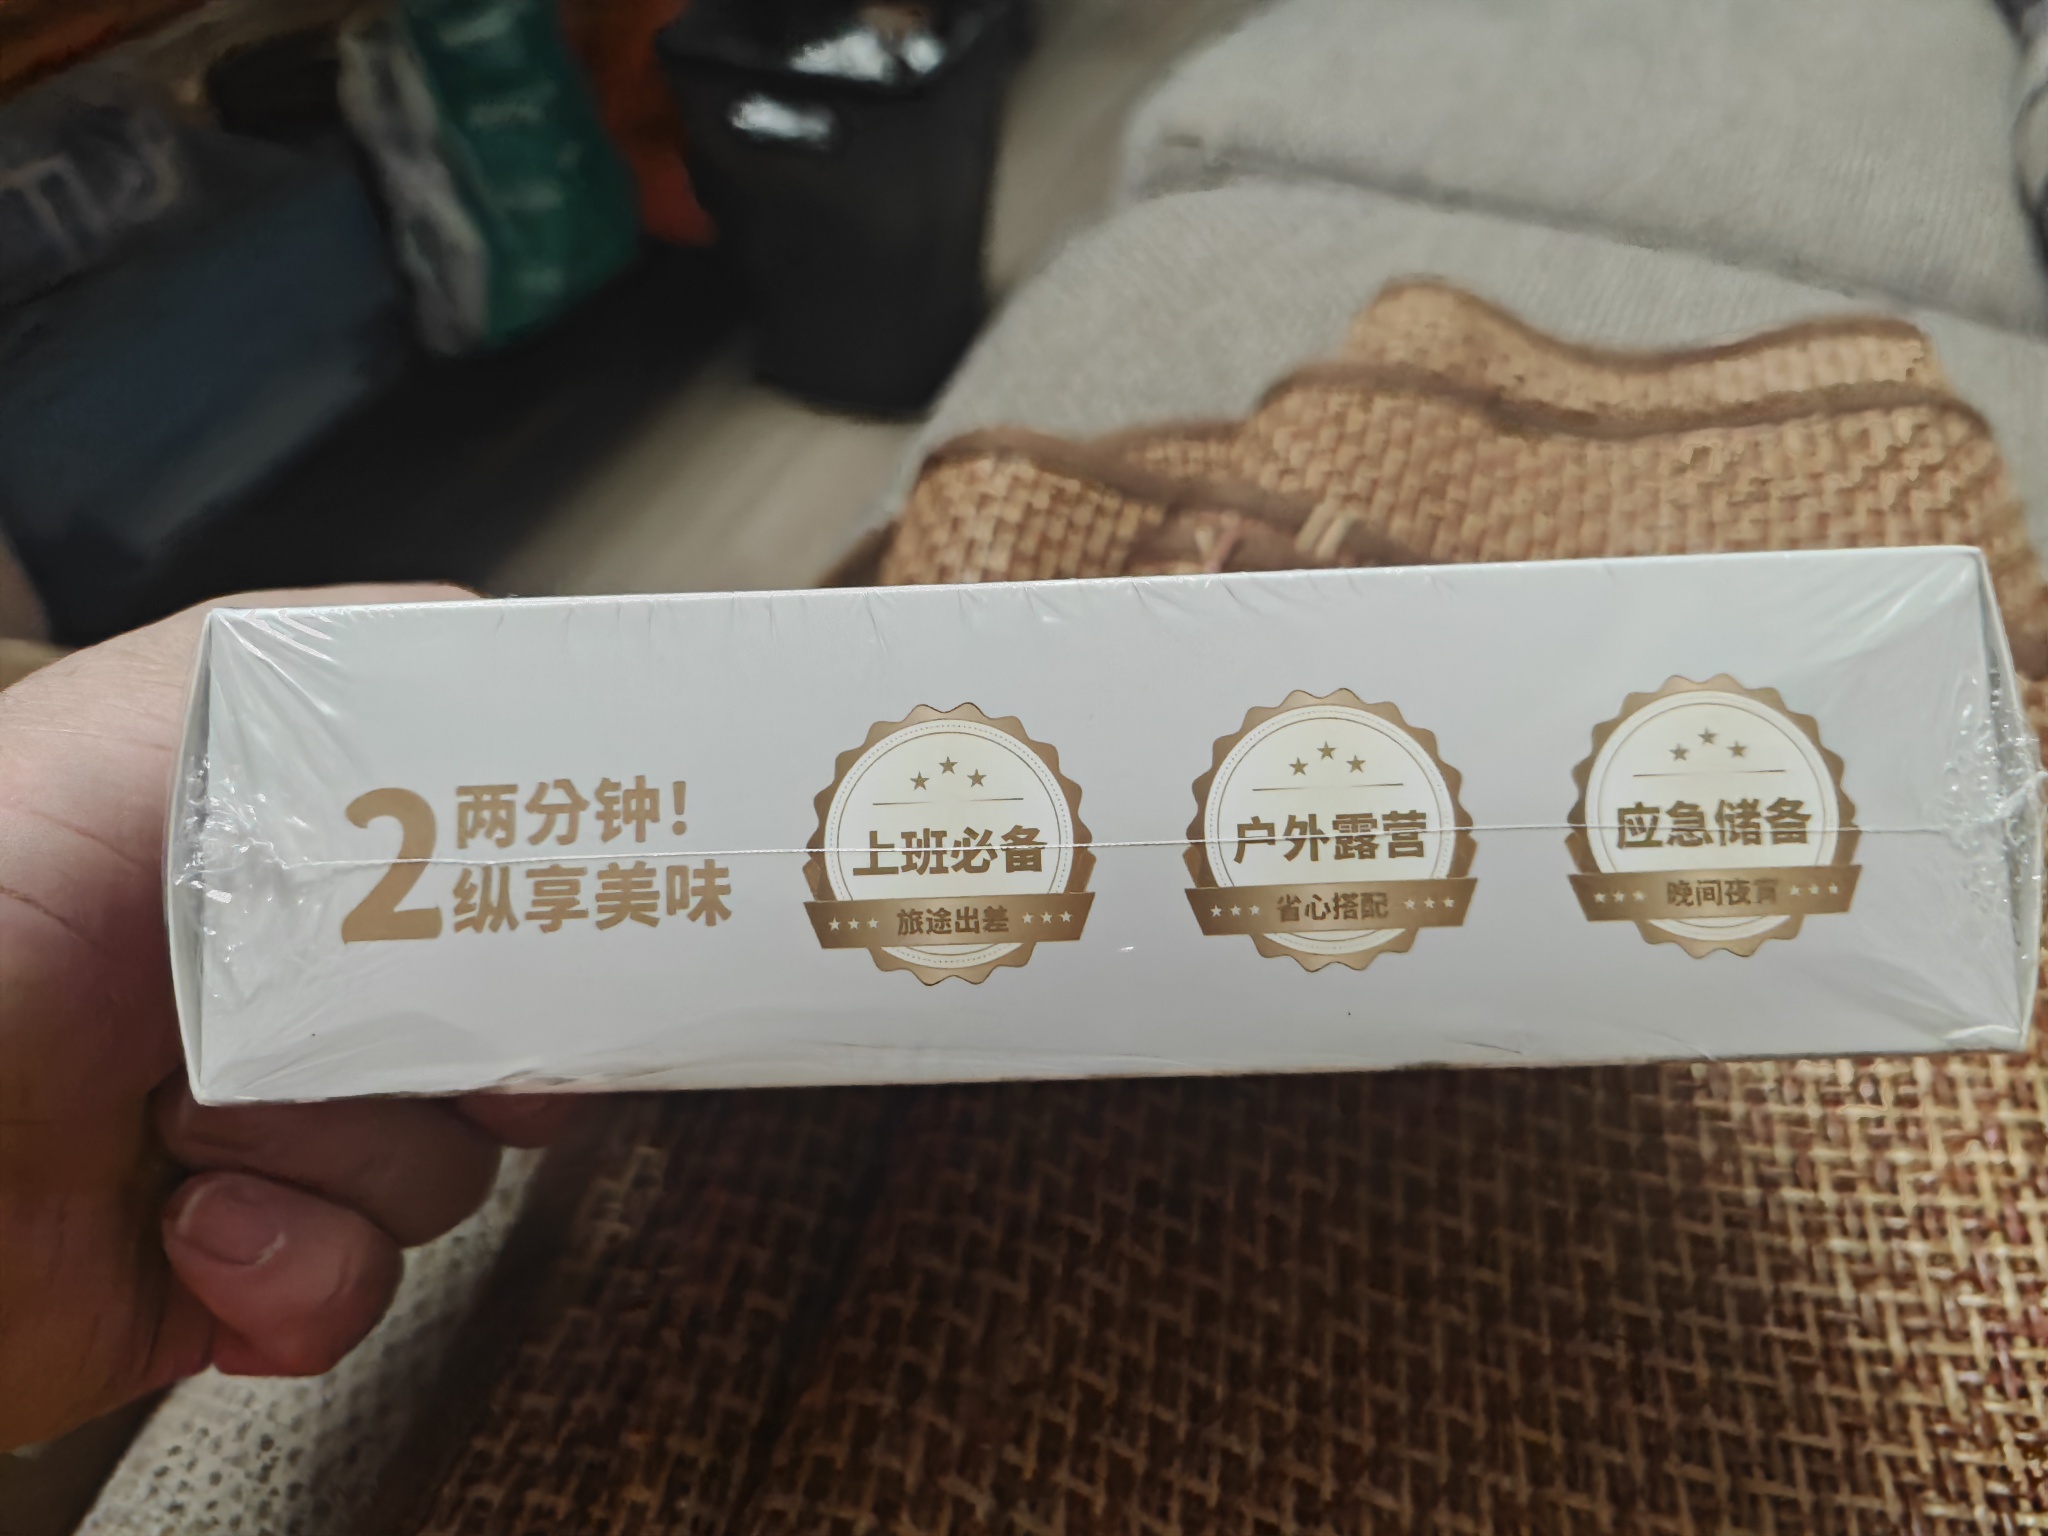 2
两分钟!
纵享美味
上班必备
旅途出差
户外露营
省心搭配
应急储备
晚间夜宵